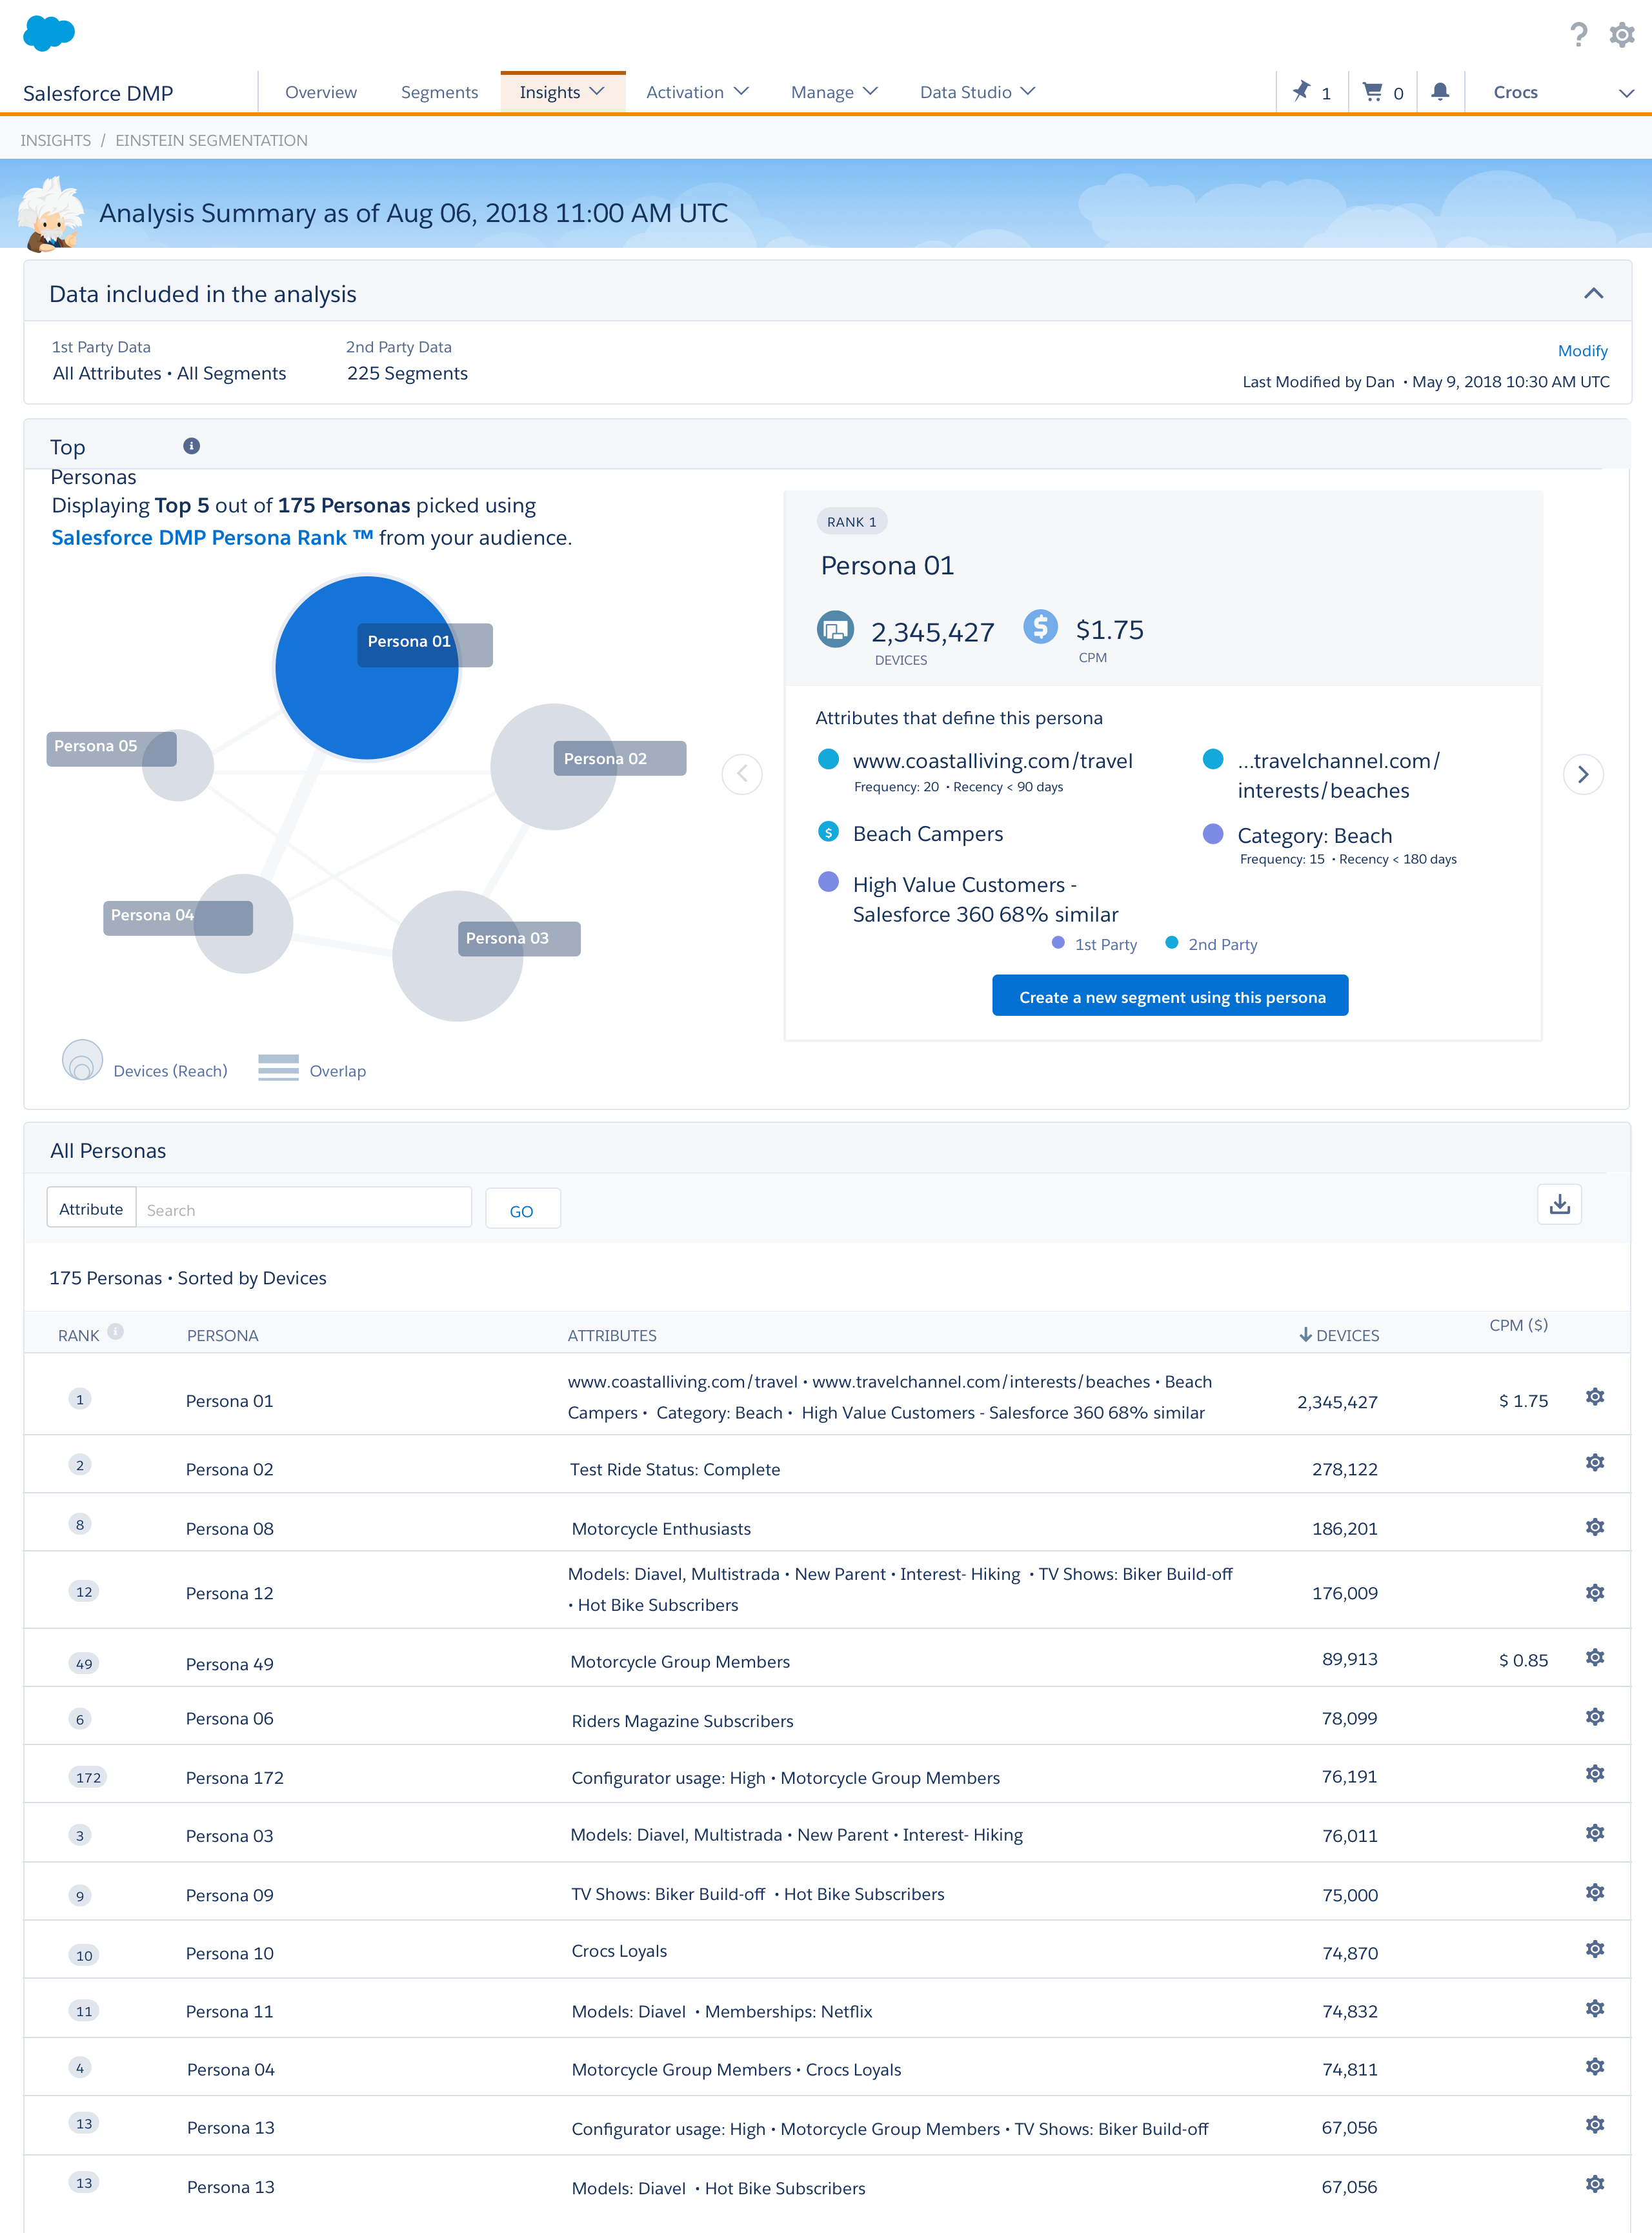 Salesforce DMP
Overview
Segments
Insights
Activation
Manage
Data Studio
1
0
Crocs
INSIGHTS / EINSTEIN SEGMENTATION
Analysis Summary as of Aug 06, 2018 11:00 AM UTC
Data included in the analysis
1st Party Data
All Attributes • All Segments
2nd Party Data
225 Segments
Modify
Last Modified by Dan • May 9, 2018 10:30 AM UTC
Top
Personas
Displaying Top 5 out of 175 Personas picked using
Salesforce DMP Persona Rank ™ from your audience.
Persona 01
Persona 05
Persona 02
Persona 04
Persona 03
Devices (Reach)
Overlap
RANK 1
Persona 01
2,345,427
DEVICES
$
$1.75
CPM
Attributes that define this persona
www.coastalliving.com/travel
Frequency: 20 • Recency < 90 days
$ Beach Campers
High Value Customers -
Salesforce 360 68% similar
...travelchannel.com/
interests/beaches
Category: Beach
Frequency: 15 • Recency < 180 days
1st Party
2nd Party
Create a new segment using this persona
All Personas
Attribute
Search
GO
175 Personas • Sorted by Devices
RANK PERSONA ATTRIBUTES DEVICES CPM ($)
1 Persona 01
www.coastalliving.com/travel • www.travelchannel.com/interests/beaches • Beach
Campers • Category: Beach • High Value Customers - Salesforce 360 68% similar
2,345,427 $ 1.75
2 Persona 02 Test Ride Status: Complete 278,122
8 Persona 08 Motorcycle Enthusiasts 186,201
12 Persona 12
Models: Diavel, Multistrada • New Parent • Interest- Hiking • TV Shows: Biker Build-off
• Hot Bike Subscribers
176,009
49 Persona 49 Motorcycle Group Members 89,913 $ 0.85
6 Persona 06 Riders Magazine Subscribers 78,099
172 Persona 172 Configurator usage: High • Motorcycle Group Members 76,191
3 Persona 03 Models: Diavel, Multistrada • New Parent • Interest- Hiking 76,011
9 Persona 09 TV Shows: Biker Build-off • Hot Bike Subscribers 75,000
10 Persona 10 Crocs Loyals 74,870
11 Persona 11 Models: Diavel • Memberships: Netflix 74,832
4 Persona 04 Motorcycle Group Members • Crocs Loyals 74,811
13 Persona 13 Configurator usage: High • Motorcycle Group Members • TV Shows: Biker Build-off 67,056
13 Persona 13 Models: Diavel • Hot Bike Subscribers 67,056